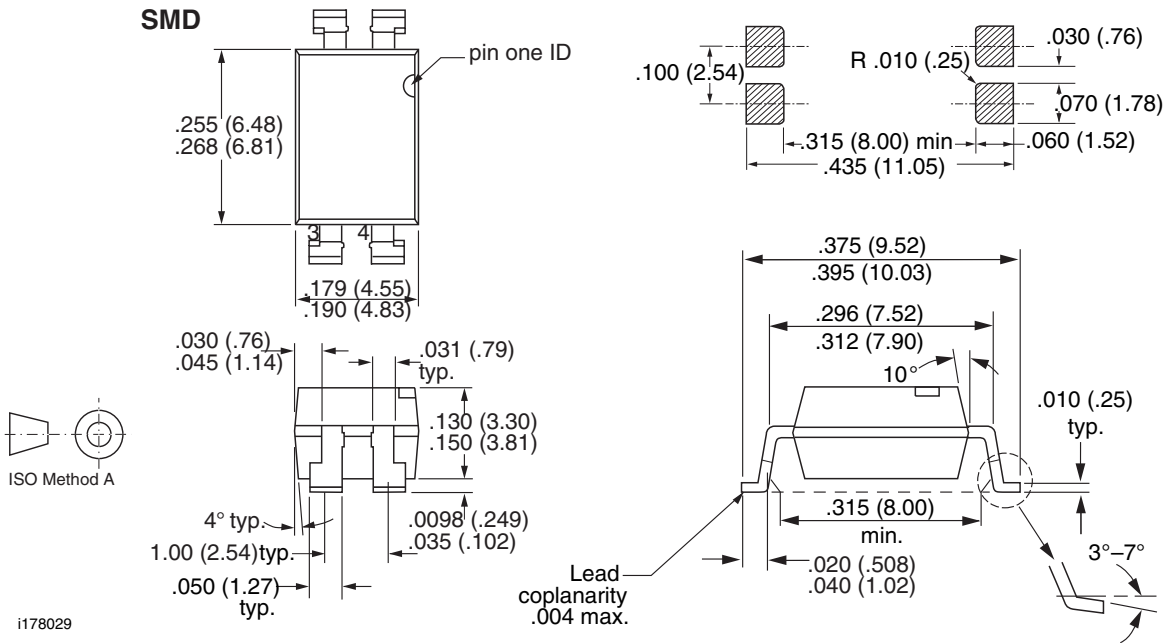 SMD
pin one ID
.255 (6.48)
.268 (6.81)
3 4
.179 (4.55)
.190 (4.83)
.100 (2.54)
R .010 (.25)
.030 (.76)
.070 (1.78)
.315 (8.00) min
.060 (1.52)
.435 (11.05)
.030 (.76)
.045 (1.14)
.031 (.79)
typ.
.130 (3.30)
.150 (3.81)
ISO Method A
4° typ.
1.00 (2.54)typ.
.050 (1.27)
typ.
.0098 (.249)
.035 (.102)
.375 (9.52)
.395 (10.03)
.296 (7.52)
.312 (7.90)
10°
.010 (.25)
typ.
.315 (8.00)
min.
.020 (.508)
.040 (1.02)
Lead
coplanarity
.004 max.
3°–7°
i178029